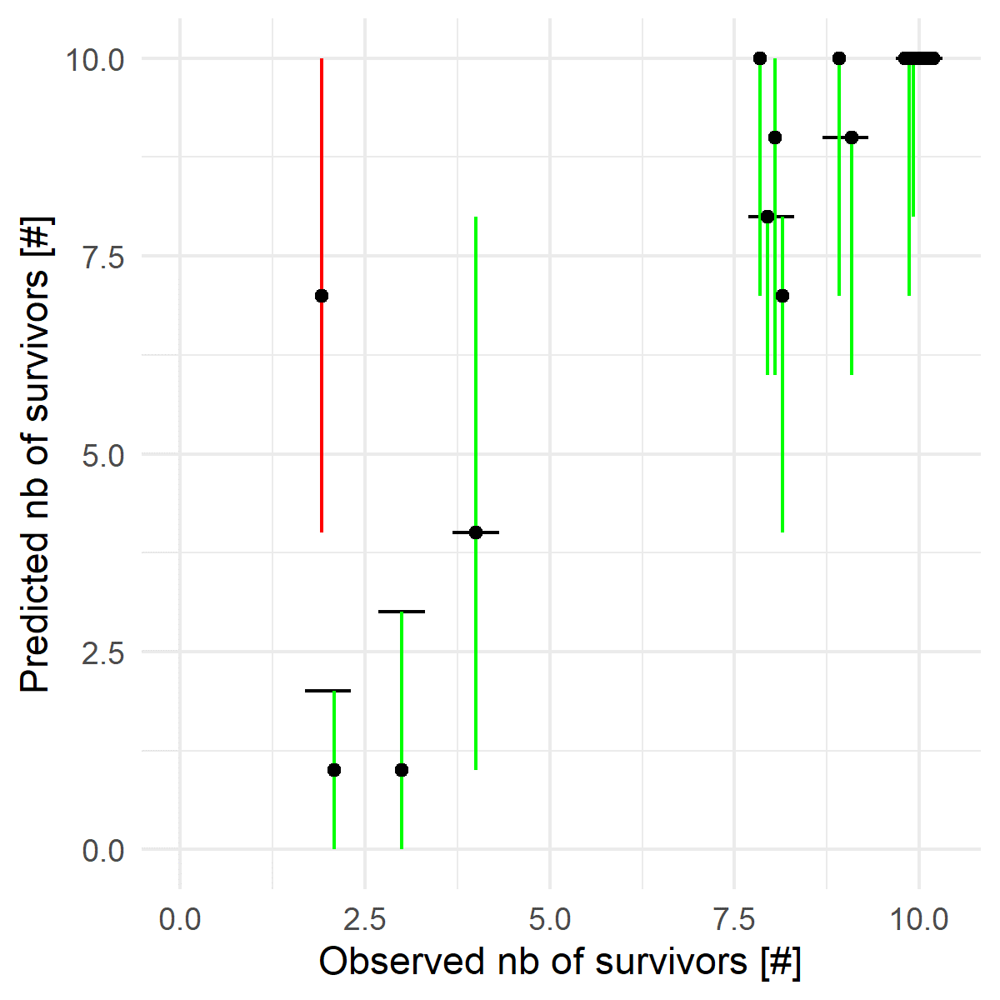 Predicted nb of survivors [#]
10.0
7.5
5.0
2.5
0.0
0.0 2.5 5.0 7.5 10.0
Observed nb of survivors [#]